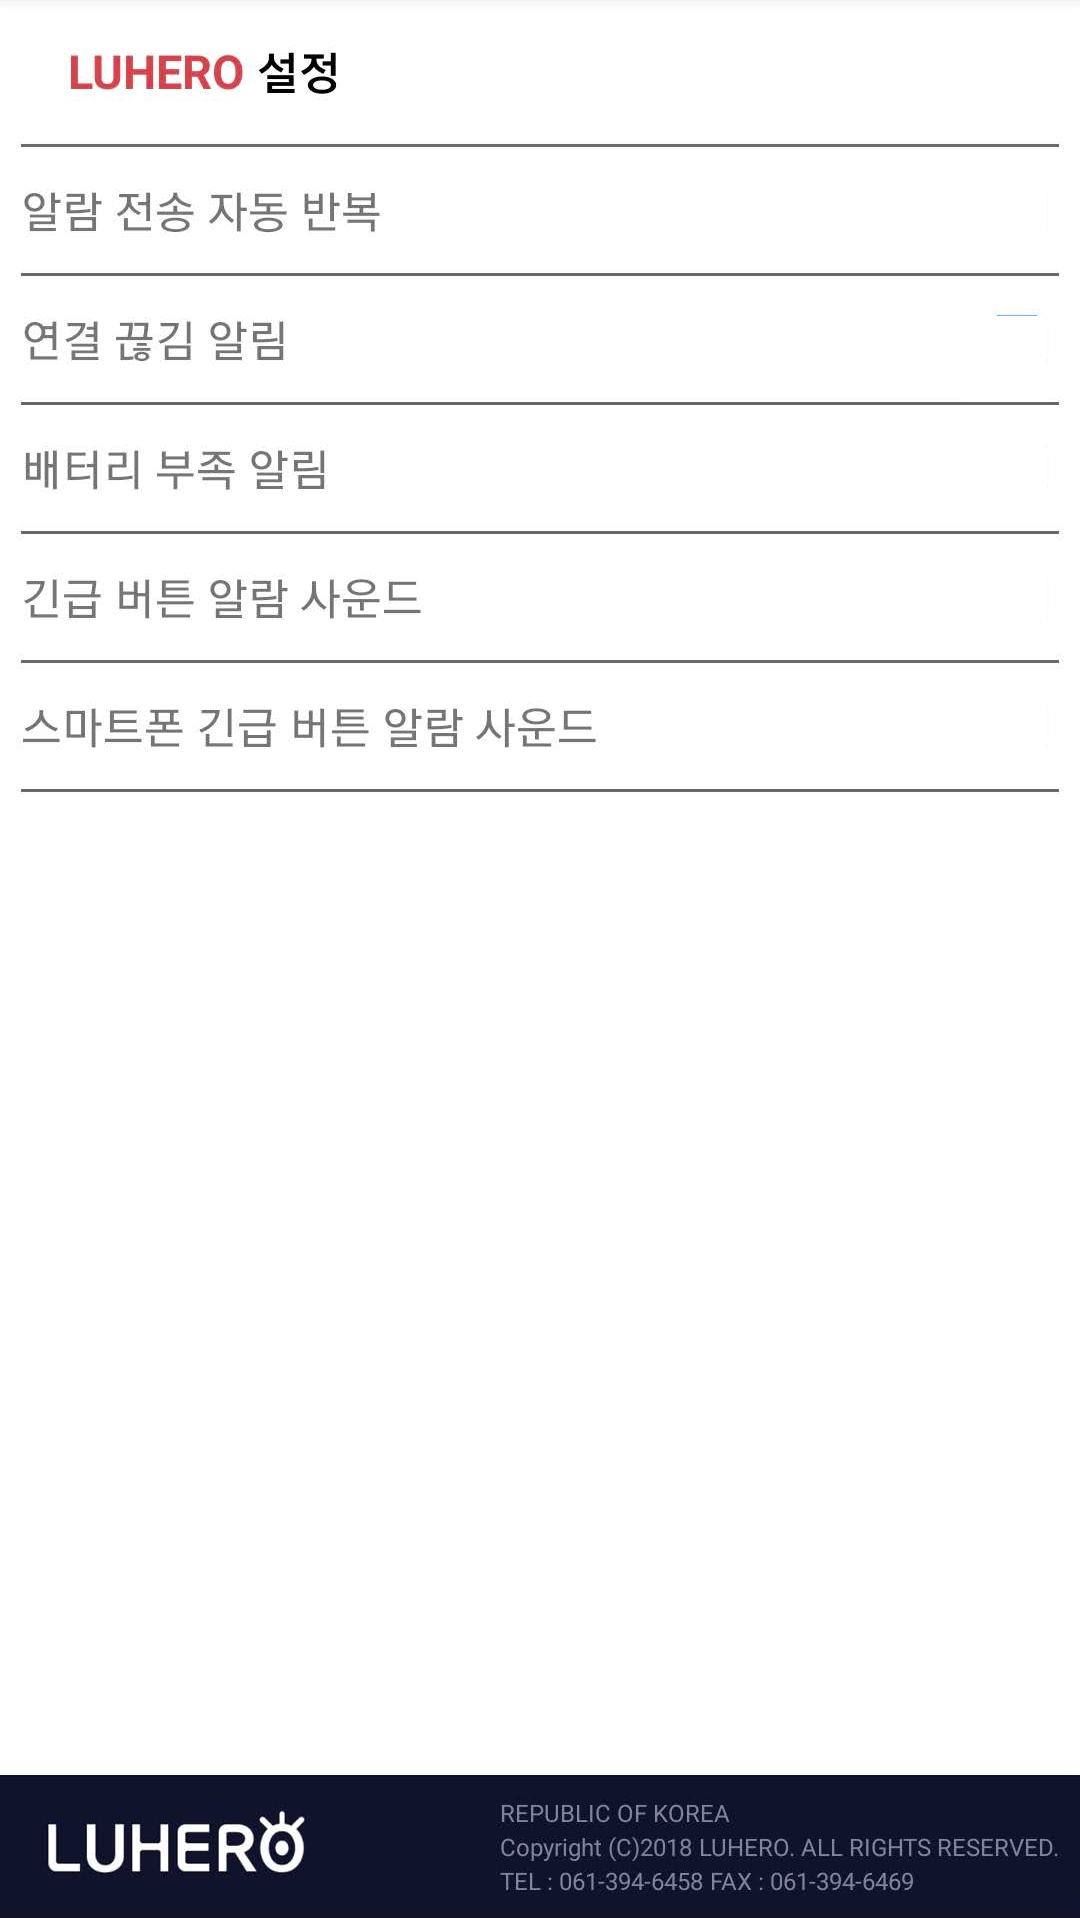 LUHERO 설정
알람 전송 자동 반복
연결 끊김 알림
배터리 부족 알림
긴급 버튼 알람 사운드
스마트폰 긴급 버튼 알람 사운드
LUHERO
REPUBLIC OF KOREA
Copyright (C)2018 LUHERO. ALL RIGHTS RESERVED.
TEL : 061-394-6458 FAX : 061-394-6469